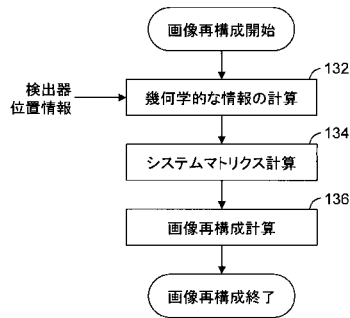 画像再構成開始
132
検出器
位置情報
幾何学的な情報の計算
134
システムマトリクス計算
136
画像再構成計算
画像再構成終了